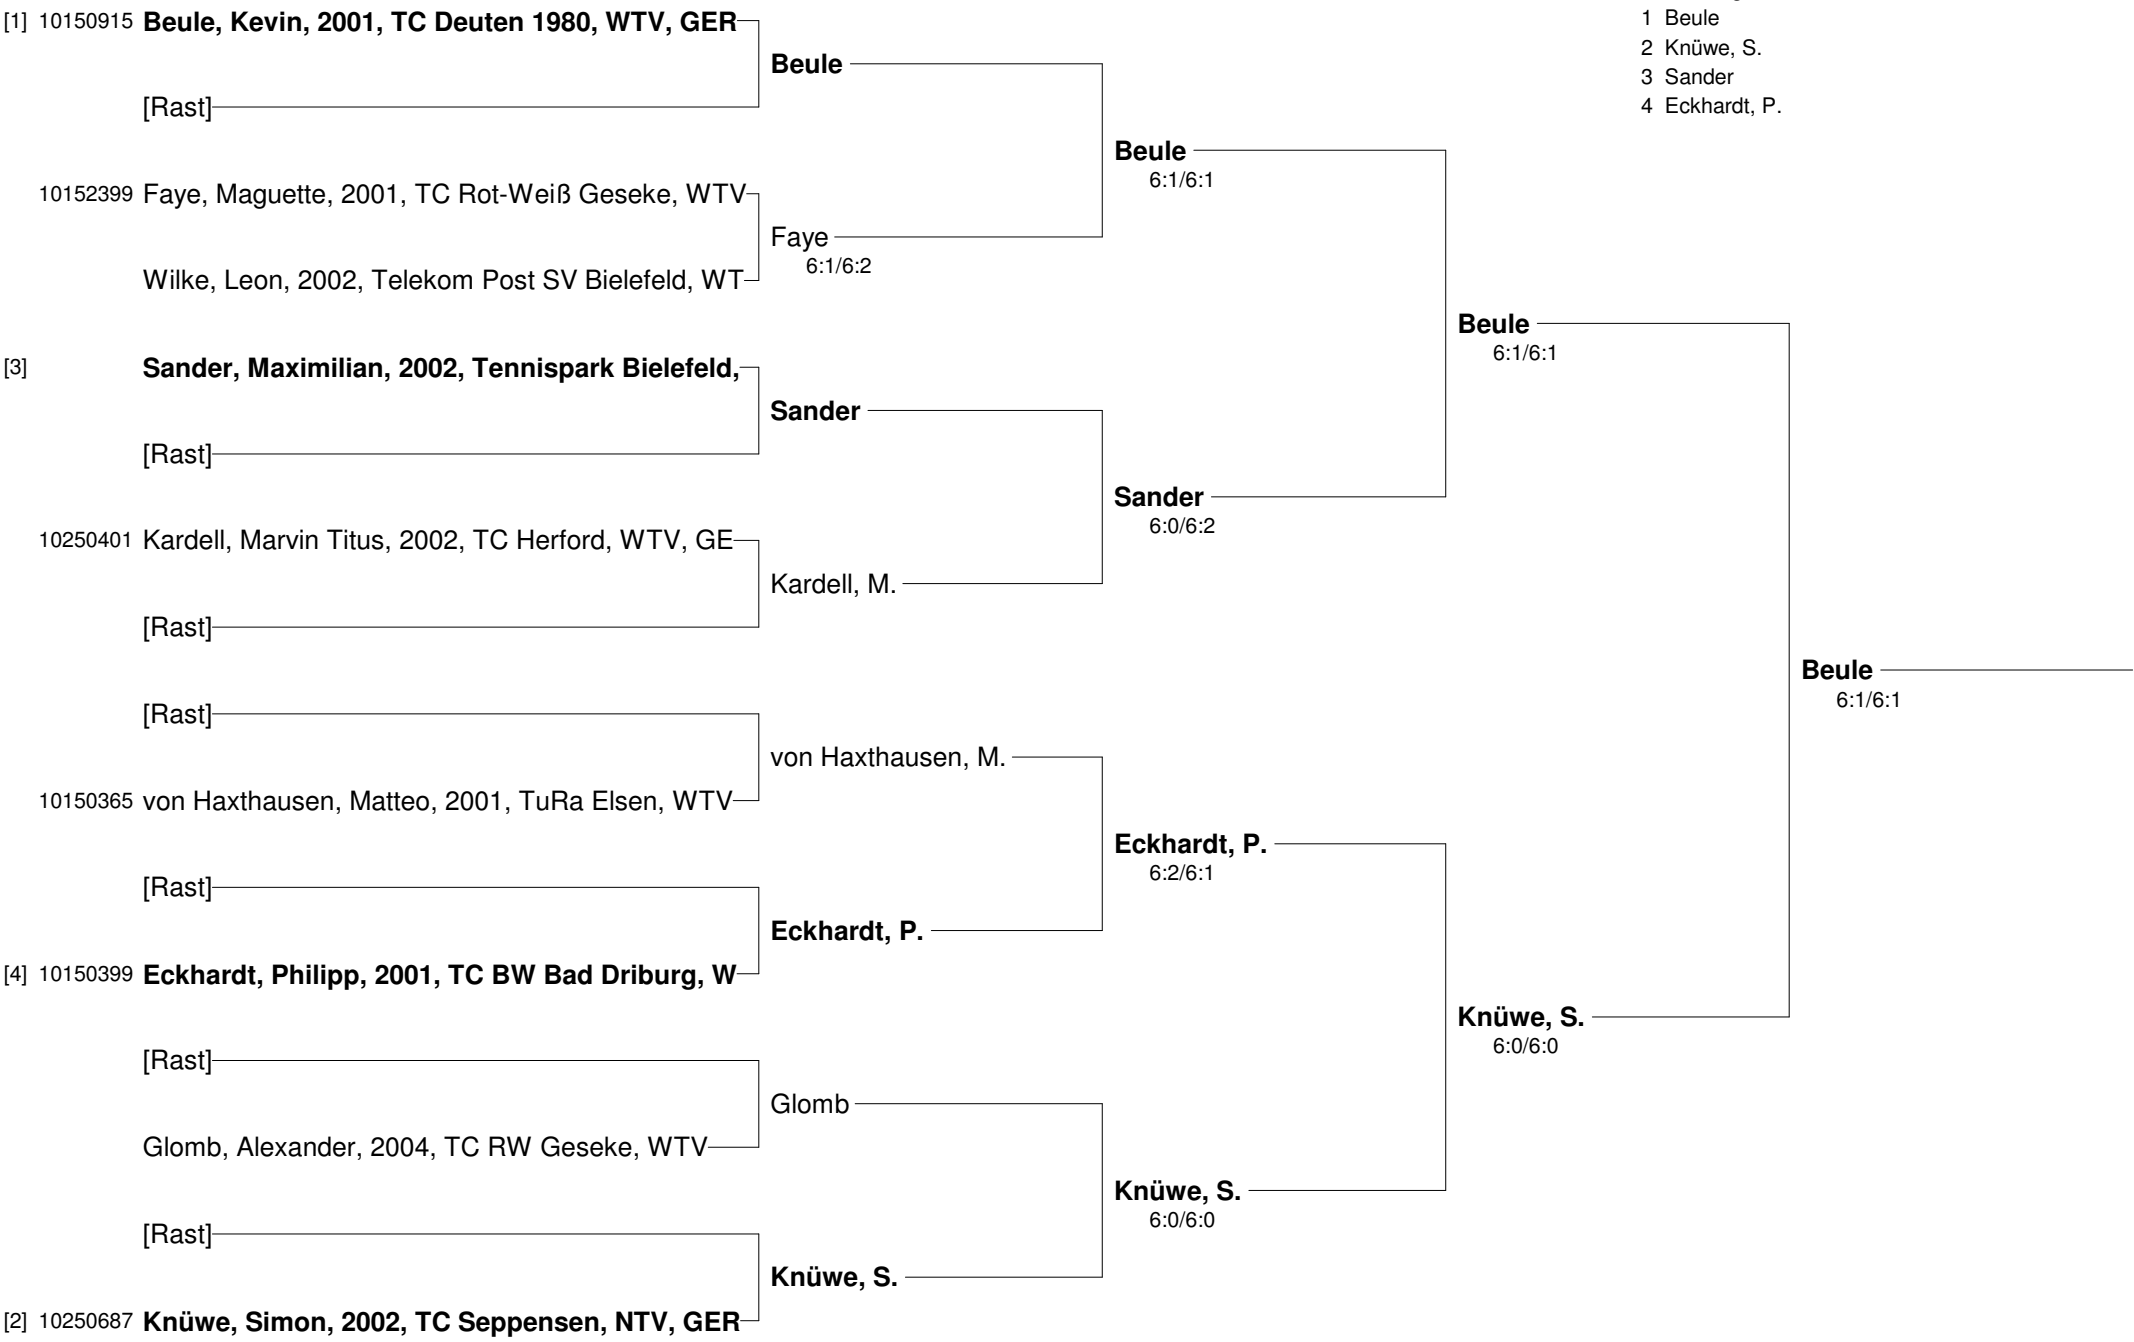 [1] 10150915 Beule, Kevin, 2001, TC Deuten 1980, WTV, GER
[Rast]
10152399 Faye, Maguette, 2001, TC Rot-Weiß Geseke, WTV
Wilke, Leon, 2002, Telekom Post SV Bielefeld, WT
[3] Sander, Maximilian, 2002, Tennispark Bielefeld,
[Rast]
10250401 Kardell, Marvin Titus, 2002, TC Herford, WTV, GE
[Rast]
[Rast]
10150365 von Haxthausen, Matteo, 2001, TuRa Elsen, WTV
[Rast]
[4] 10150399 Eckhardt, Philipp, 2001, TC BW Bad Driburg, W
[Rast]
Glomb, Alexander, 2004, TC RW Geseke, WTV
[Rast]
[2] 10250687 Knüwe, Simon, 2002, TC Seppensen, NTV, GER
Beule
Faye
6:1/6:2
Sander
Kardell, M.
von Haxthausen, M.
Eckhardt, P.
Glomb
Knüwe, S.
Beule
6:1/6:1
Sander
6:0/6:2
Eckhardt, P.
6:2/6:1
Knüwe, S.
6:0/6:0
Beule
6:1/6:1
Knüwe, S.
6:0/6:0
Beule
6:1/6:1
1 Beule
2 Knüwe, S.
3 Sander
4 Eckhardt, P.